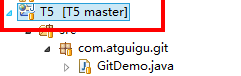 T5 [T5 master]
src
com.atguigu.git
GitDemo.java